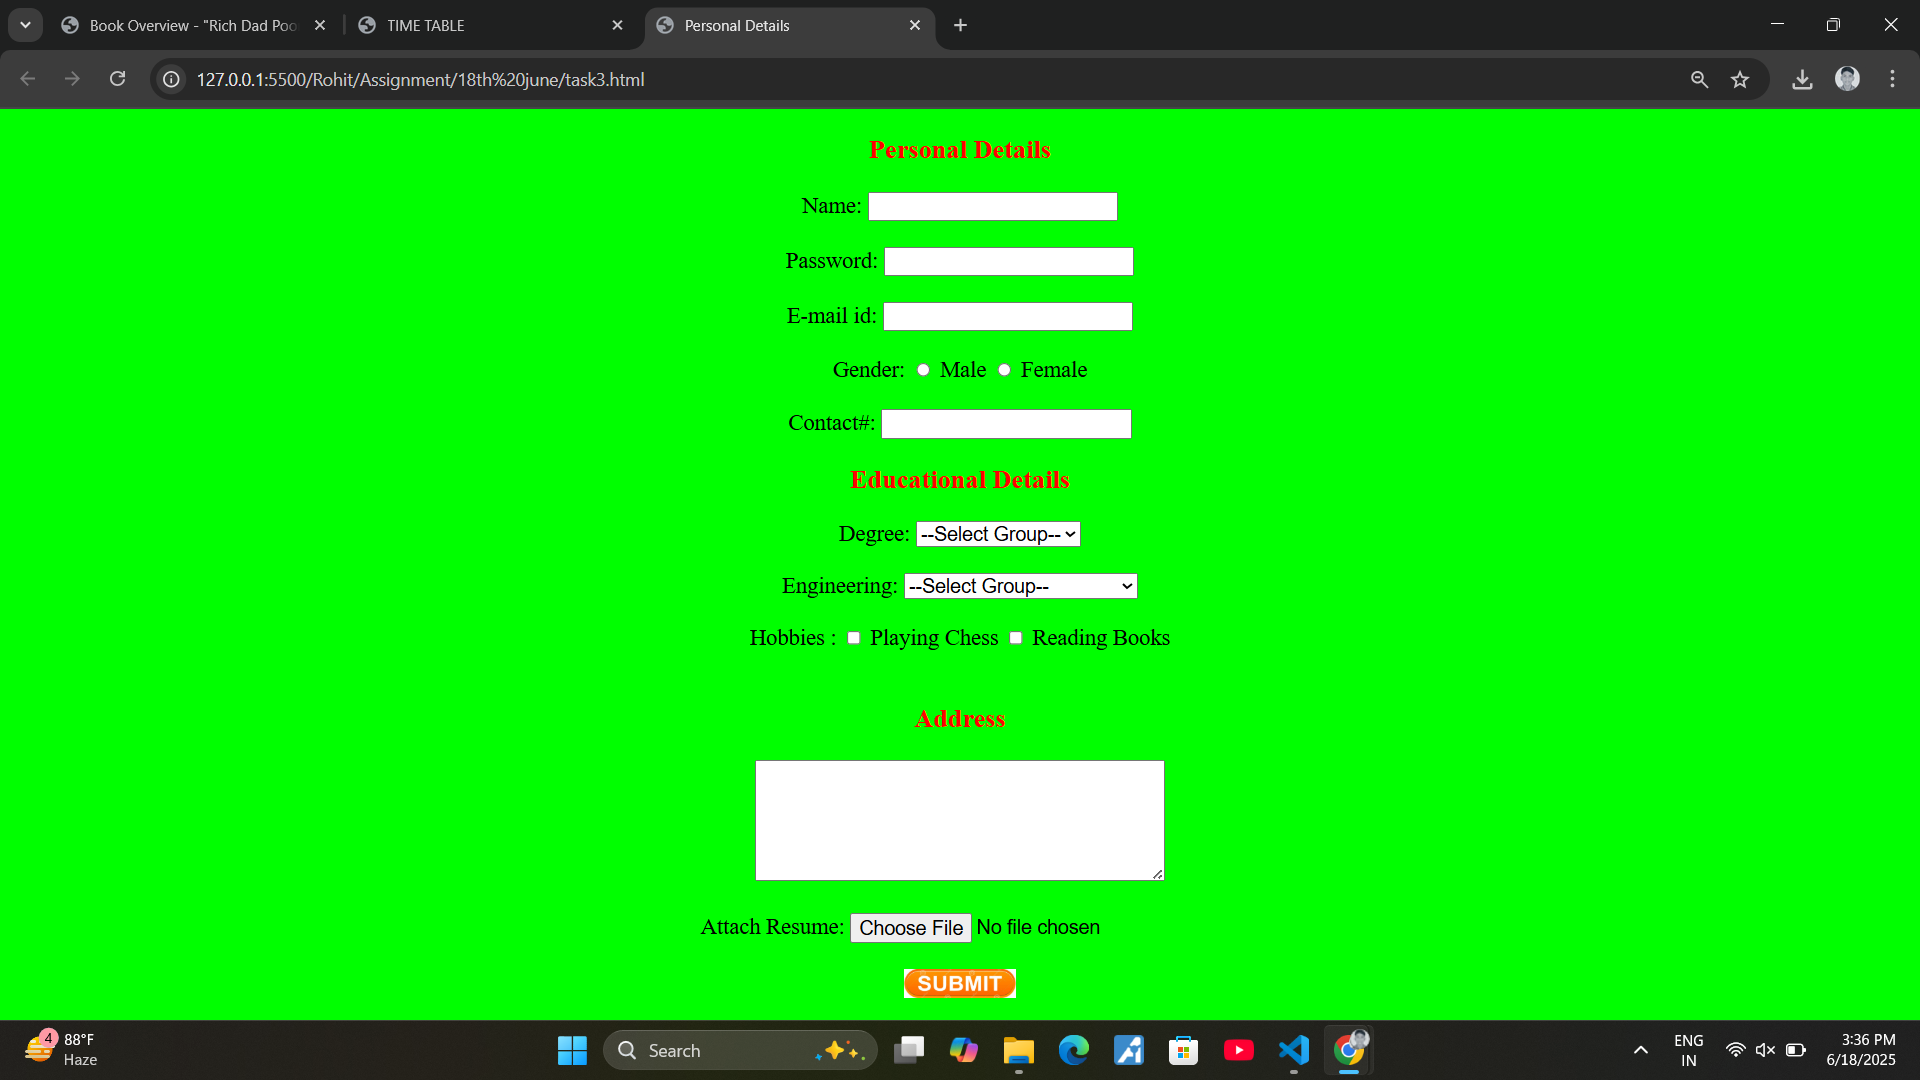 Book Overview - "Rich Dad Poo
TIME TABLE
Personal Details
127.0.0.1:5500/Rohit/Assignment/18th%20june/task3.html
Personal Details
Name:
Password:
E-mail id:
Gender: Male Female
Contact#:
Educational Details
Degree: --Select Group--
Engineering: --Select Group--
Hobbies : Playing Chess Reading Books
Address
Attach Resume: Choose File No file chosen
SUBMIT
4
88°F
Haze
Search
ENG
IN
3:36 PM
6/18/2025